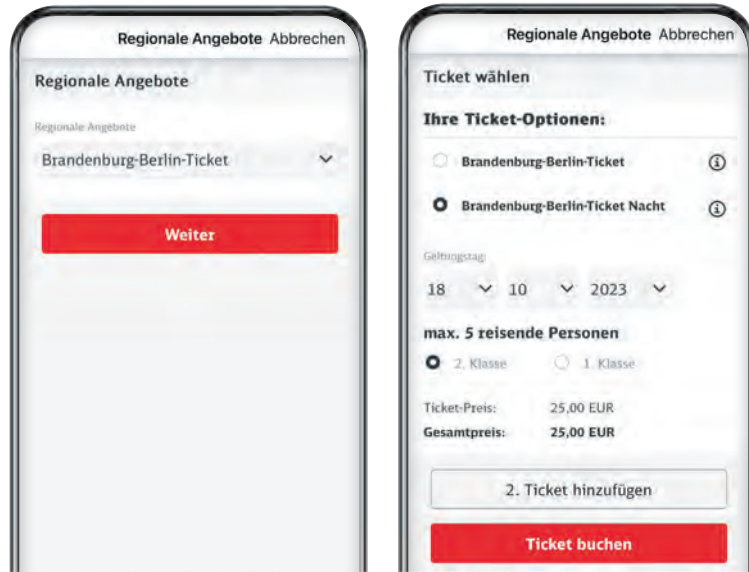 Regionale Angebote Abbrechen
Regionale Angebote
Regionale Angebote
Brandenburg-Berlin-Ticket
Weiter
Regionale Angebote Abbrechen
Ticket wählen
Ihre Ticket-Optionen:
Brandenburg-Berlin-Ticket
Brandenburg-Berlin-Ticket Nacht
Geltungstag:
18 10 2023
max. 5 reisende Personen
2. Klasse 1. Klasse
Ticket-Preis: 25,00 EUR
Gesamtpreis: 25,00 EUR
2. Ticket hinzufügen
Ticket buchen